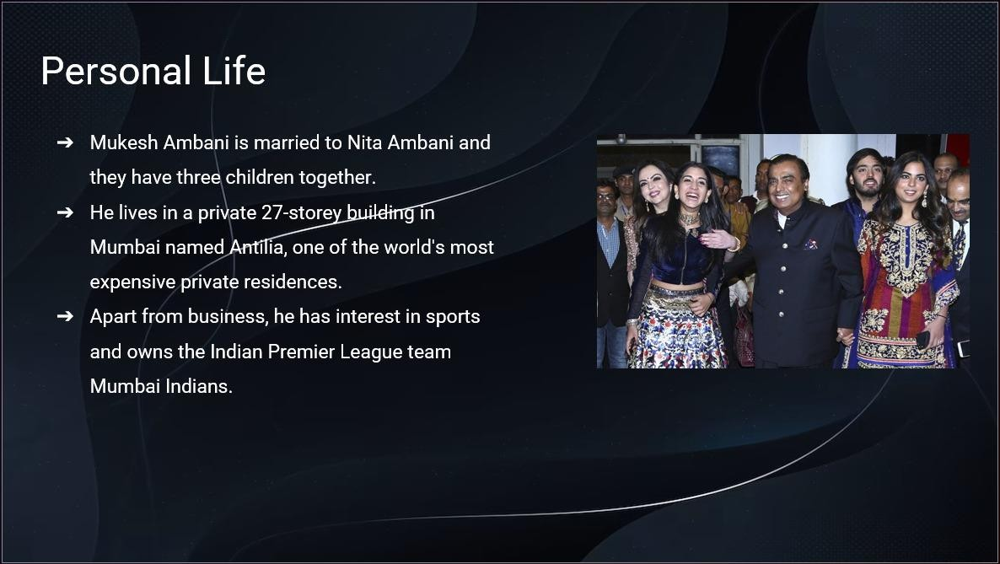 Personal Life
➔ Mukesh Ambani is married to Nita Ambani and
they have three children together.
➔ He lives in a private 27-storey building in
Mumbai named Antilia, one of the world's most
expensive private residences.
➔ Apart from business, he has interest in sports
and owns the Indian Premier League team
Mumbai Indians.